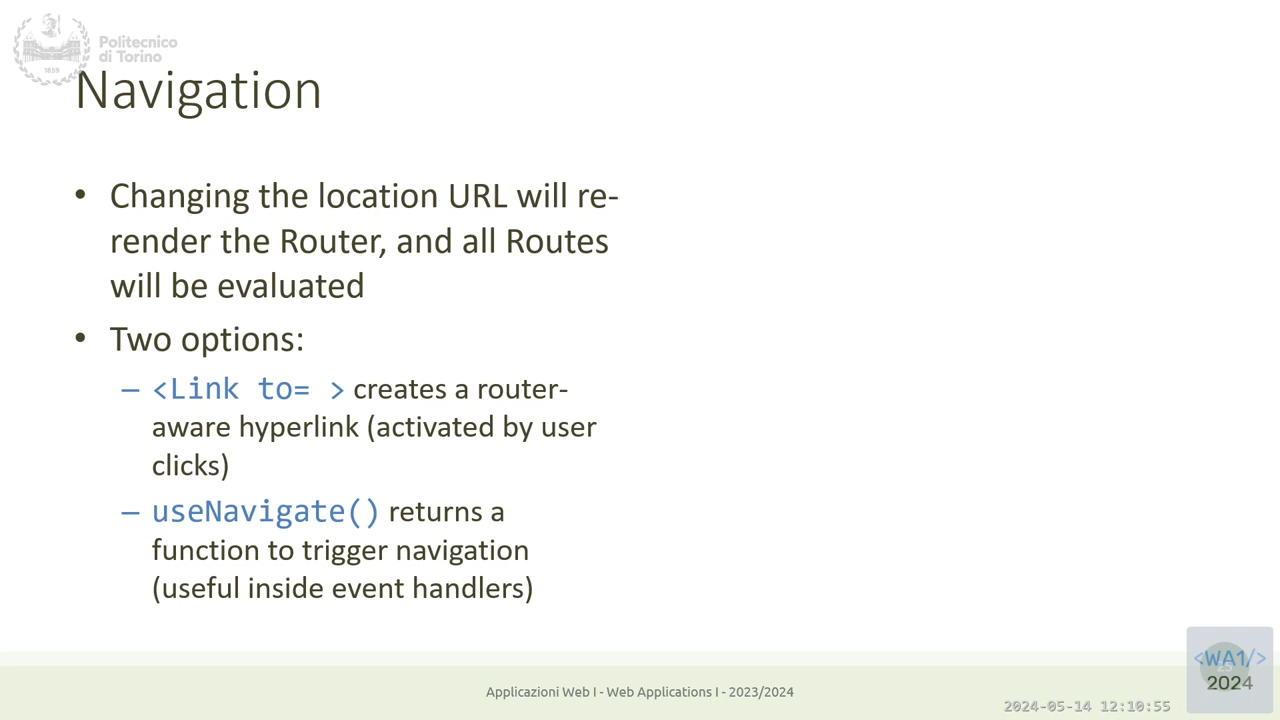 Politecnico
di Torino
1859
Navigation
• Changing the location URL will re-
render the Router, and all Routes
will be evaluated
• Two options:
– <Link to= > creates a router-
aware hyperlink (activated by user
clicks)
– useNavigate() returns a
function to trigger navigation
(useful inside event handlers)
Applicazioni Web I - Web Applications I - 2023/2024
<WA1/>
2024
2024-05-14 12:10:55